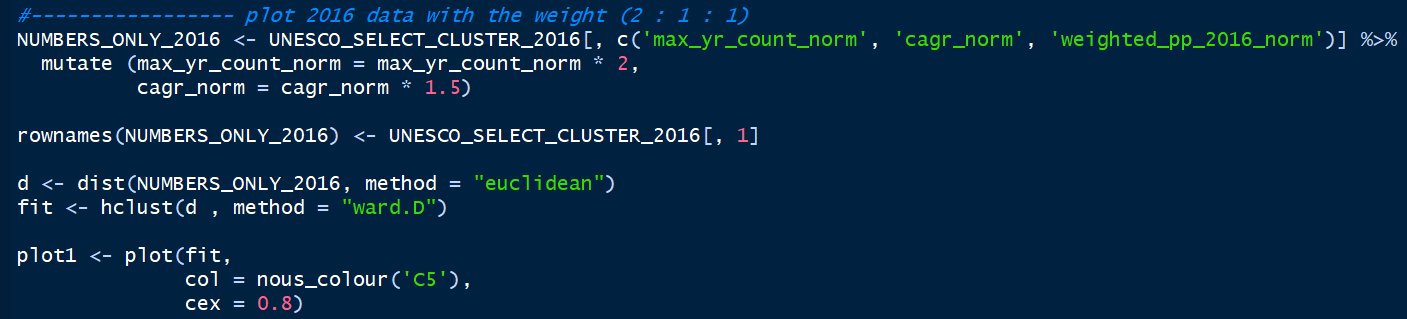 #----------------- plot 2016 data with the weight (2 : 1 : 1)
NUMBERS_ONLY_2016 <- UNESCO_SELECT_CLUSTER_2016[, c('max_yr_count_norm', 'cagr_norm', 'weighted_pp_2016_norm')] %>%
  mutate (max_yr_count_norm = max_yr_count_norm * 2,
          cagr_norm = cagr_norm * 1.5)
rownames(NUMBERS_ONLY_2016) <- UNESCO_SELECT_CLUSTER_2016[, 1]
d <- dist(NUMBERS_ONLY_2016, method = "euclidean")
fit <- hclust(d , method = "ward.D")
plot1 <- plot(fit,
              col = nous_colour('C5'),
              cex = 0.8)